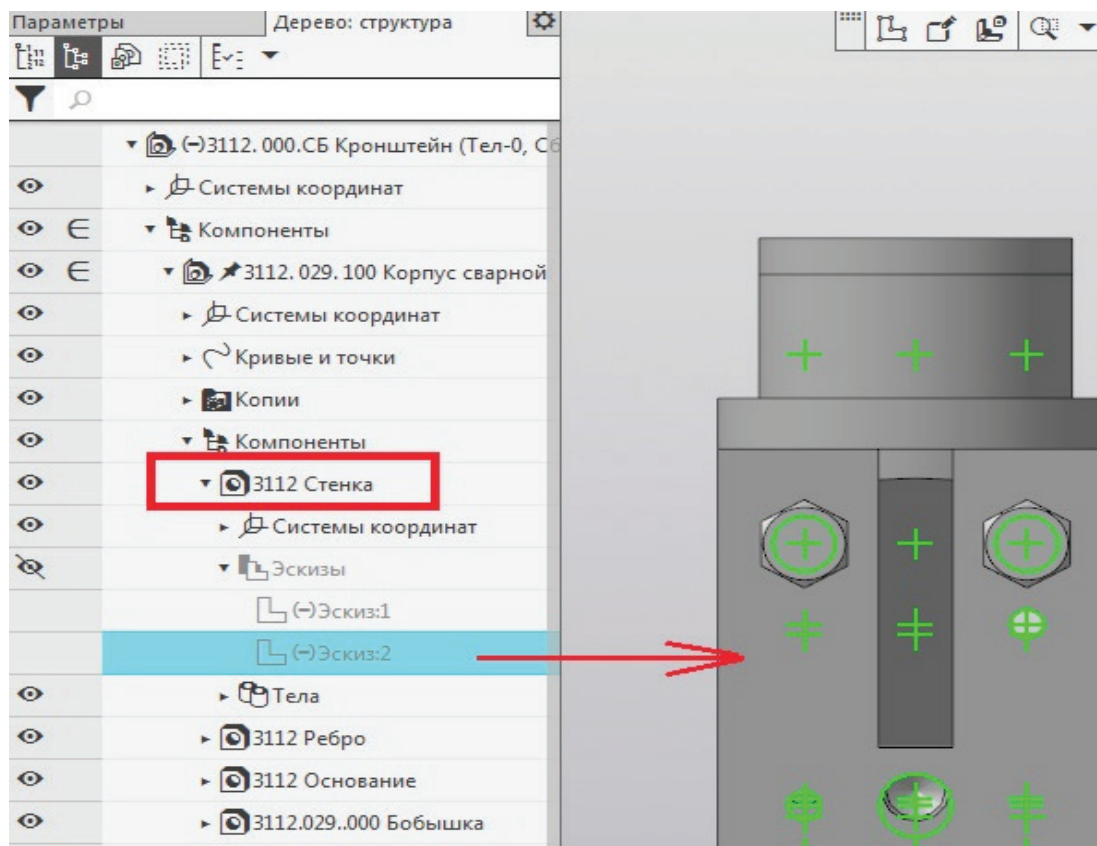 Параметры
Дерево: структура
(-)3112. 000.СБ Кронштейн (Тел-0, Сб
Системы координат
Компоненты
3112. 029. 100 Корпус сварной
Системы координат
Кривые и точки
Копии
Компоненты
3112 Стенка
Системы координат
Эскизы
(-)Эскиз:1
(-)Эскиз:2
Тела
3112 Ребро
3112 Основание
3112.029..000 Бобышка